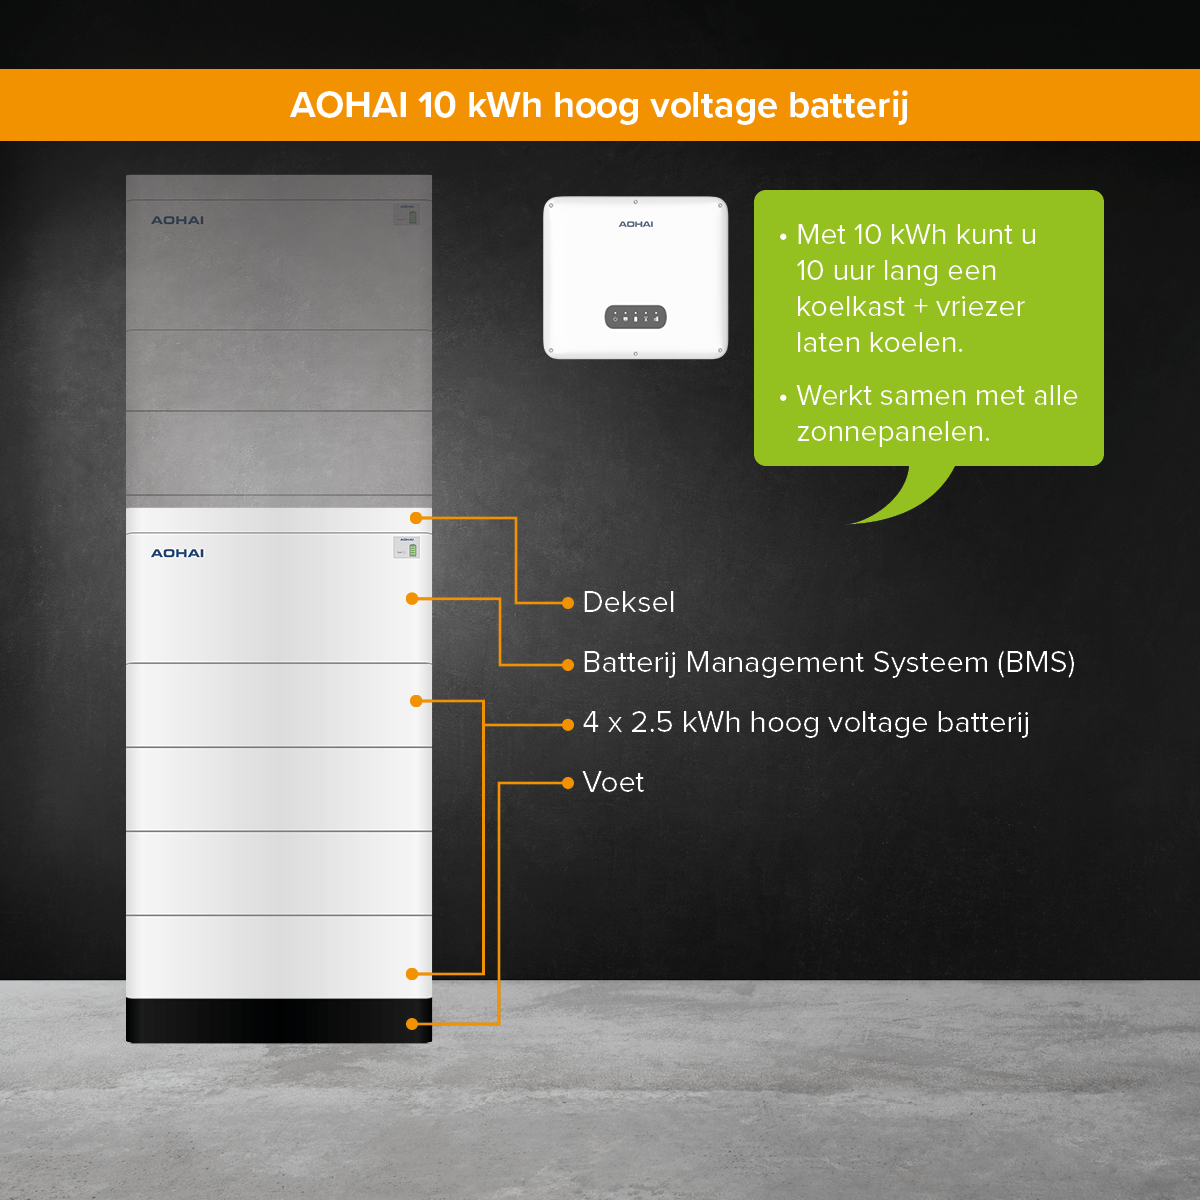 AOHAI 10 kWh hoog voltage batterij
AOHAI
AOHAI
• Met 10 kWh kunt u
10 uur lang een
koelkast + vriezer
laten koelen.
• Werkt samen met alle
zonnepanelen.
AOHAI
Deksel
Batterij Management Systeem (BMS)
4 x 2.5 kWh hoog voltage batterij
Voet